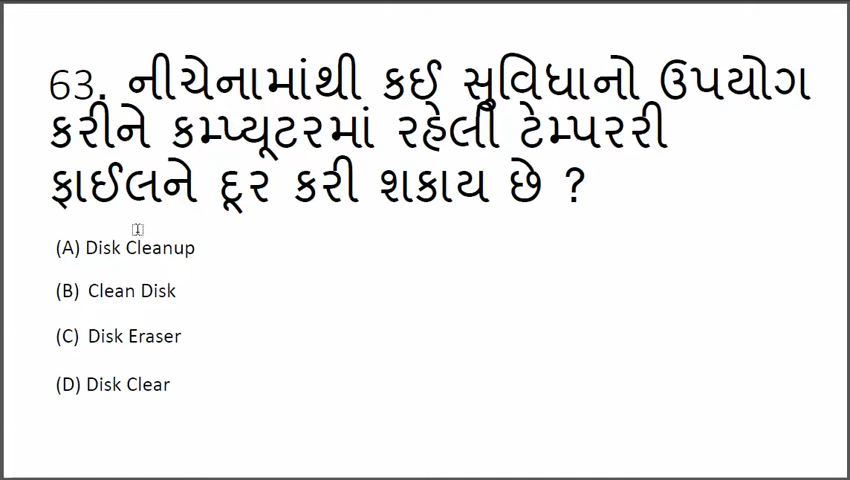 63. નીચેનામાંથી કઈ સુવિધાનો ઉપયોગ
કરીને કમ્પ્યૂટરમાં રહેલી ટેમ્પરરી
ફાઈલને દૂર કરી શકાય છે ?
(A) Disk Cleanup
(B) Clean Disk
(C) Disk Eraser
(D) Disk Clear